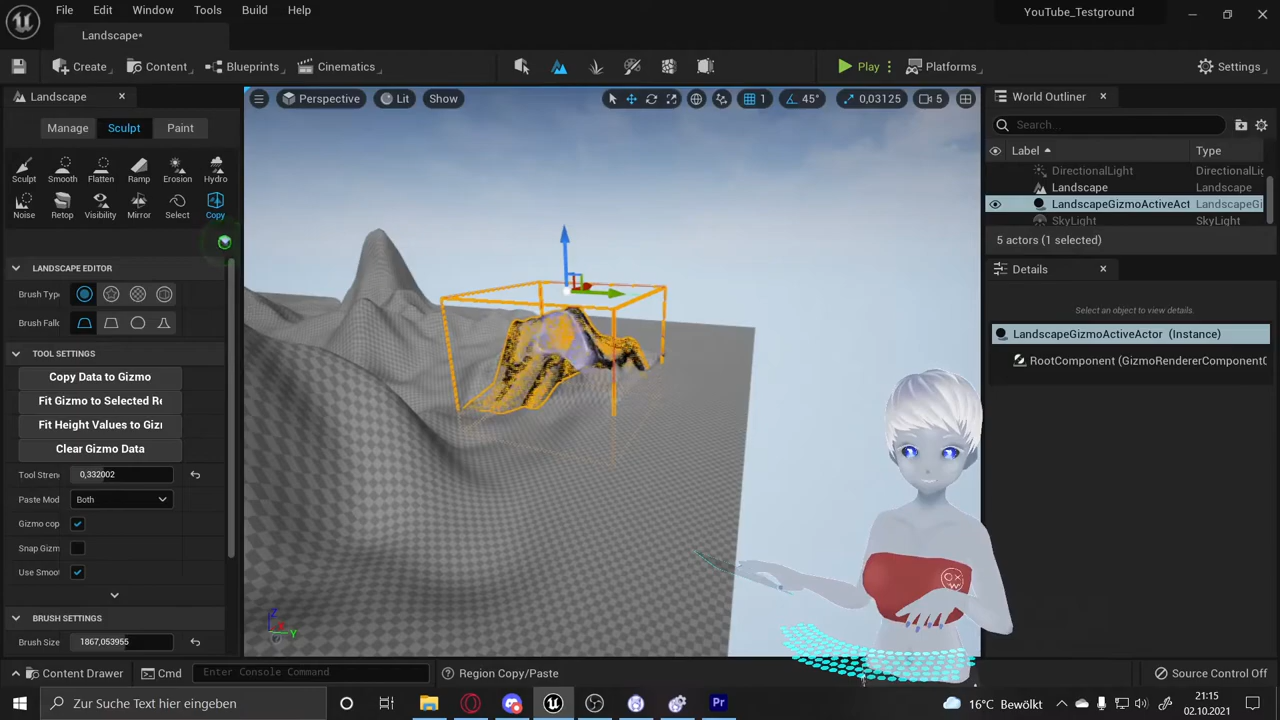 File Edit Window Tools Build Help
YouTube_Testground
Landscape*
Create Content Blueprints Cinematics Play Platforms Settings
Landscape
Perspective Lit Show 1 45° 0,03125 5
World Outliner
Manage Sculpt Paint
Search...
Label Type
Sculpt Smooth Flatten Ramp Erosion Hydro
DirectionalLight DirectionalLig
Landscape Landscape
Noise Retop Visibility Mirror Select Copy
LandscapeGizmoActiveAct LandscapeGi
SkyLight SkyLight
5 actors (1 selected)
LANDSCAPE EDITOR
Details
Brush Typ
Select an object to view details.
Brush Falk
LandscapeGizmoActiveActor (Instance)
TOOL SETTINGS
RootComponent (GizmoRendererComponent0
Copy Data to Gizmo
Fit Gizmo to Selected Re
Fit Height Values to Giz
Clear Gizmo Data
Tool Stren 0,332002
Paste Mod Both
Gizmo cop
Snap Gizm
Use Smoo
BRUSH SETTINGS
Brush Size 1867,053955
Content Drawer Cmd Enter Console Command Region Copy/Paste Source Control Off
Zur Suche Text hier eingeben
Pr
16°C Bewölkt
21:15
02.10.2021